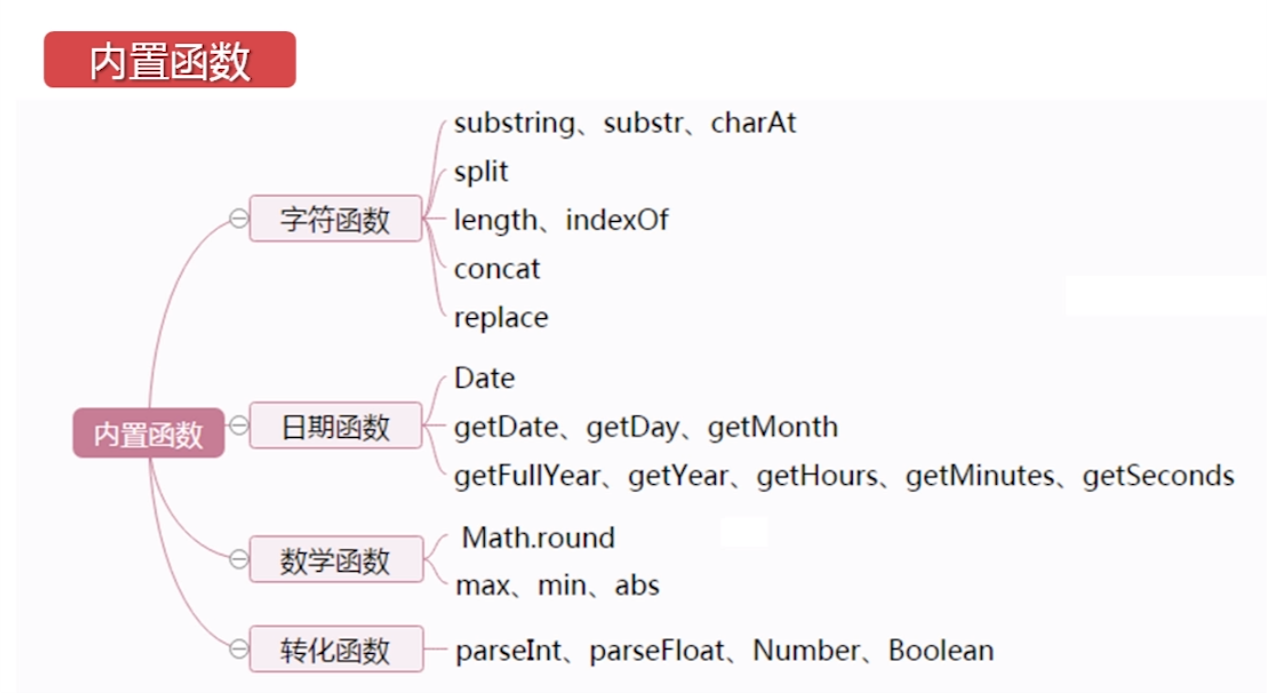 内置函数
内置函数
字符函数
substring、substr、charAt
split
length、indexOf
concat
replace
日期函数
Date
getDate、getDay、getMonth
getFullYear、getYear、getHours、getMinutes、getSeconds
数学函数
Math.round
max、min、abs
转化函数
parseInt、parseFloat、Number、Boolean